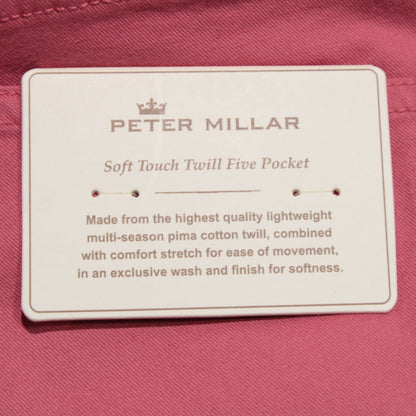 PETER MILLAR
Soft Touch Twill Five Pocket
Made from the highest quality lightweight
multi-season pima cotton twill, combined
with comfort stretch for ease of movement,
in an exclusive wash and finish for softness.